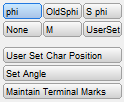 phi OldSphi S phi
None M UserSet
User Set Char Position
Set Angle
Maintain Terminal Marks